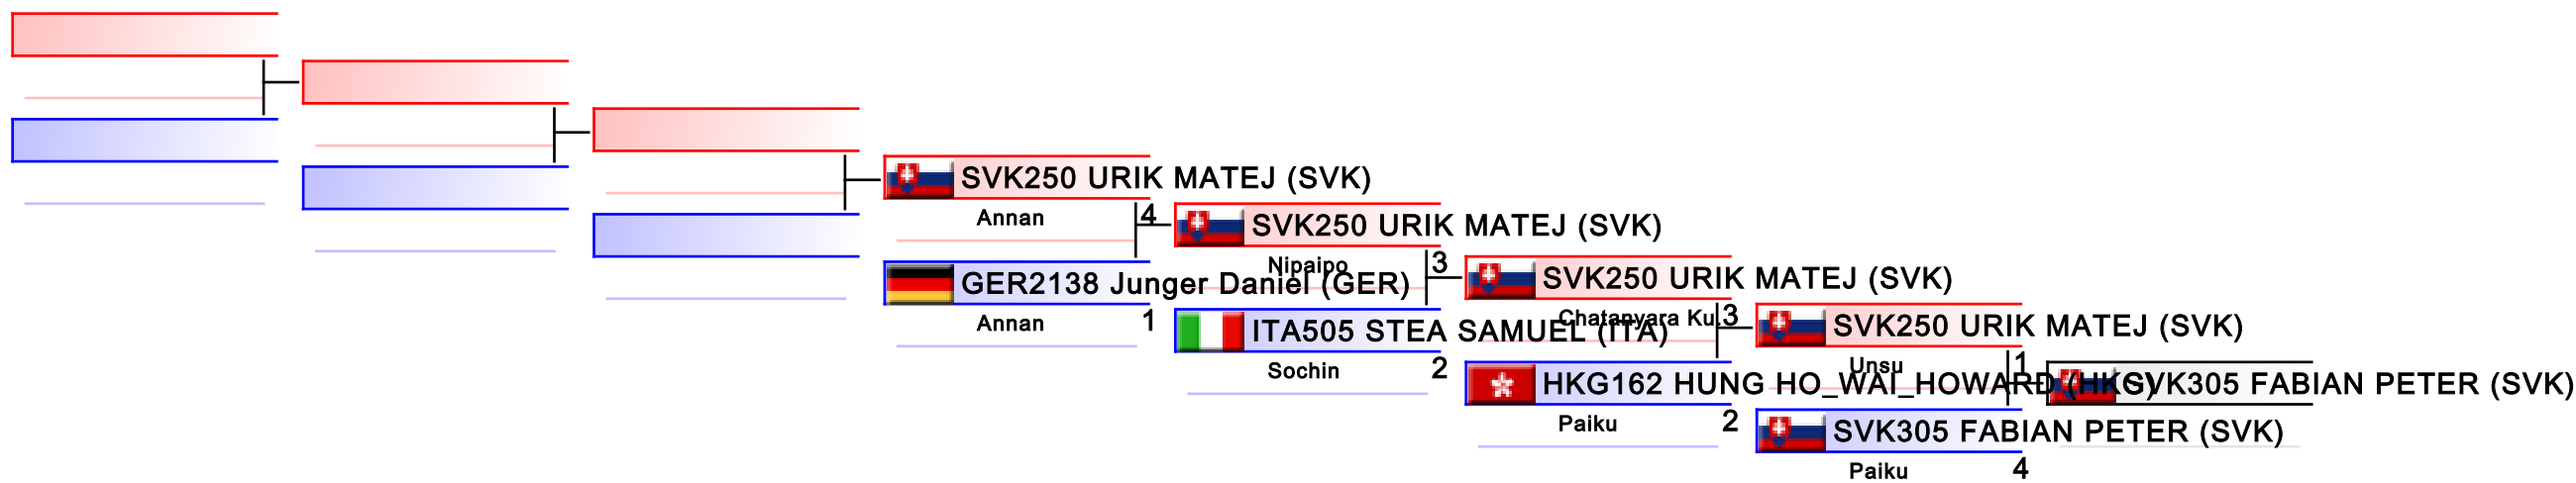 SVK250 URIK MATEJ (SVK)
Annan
4
GER2138 Junger Daniel (GER)
Annan
1
SVK250 URIK MATEJ (SVK)
Nipaipo
3
ITA505 STEA SAMUEL (ITA)
Sochin
2
SVK250 URIK MATEJ (SVK)
Chatanyara Ku.
3
HKG162 HUNG HO_WAI_HOWARD (HKG)
Paiku
2
SVK250 URIK MATEJ (SVK)
Unsu
1
SVK305 FABIAN PETER (SVK)
Paiku
4
SVK305 FABIAN PETER (SVK)